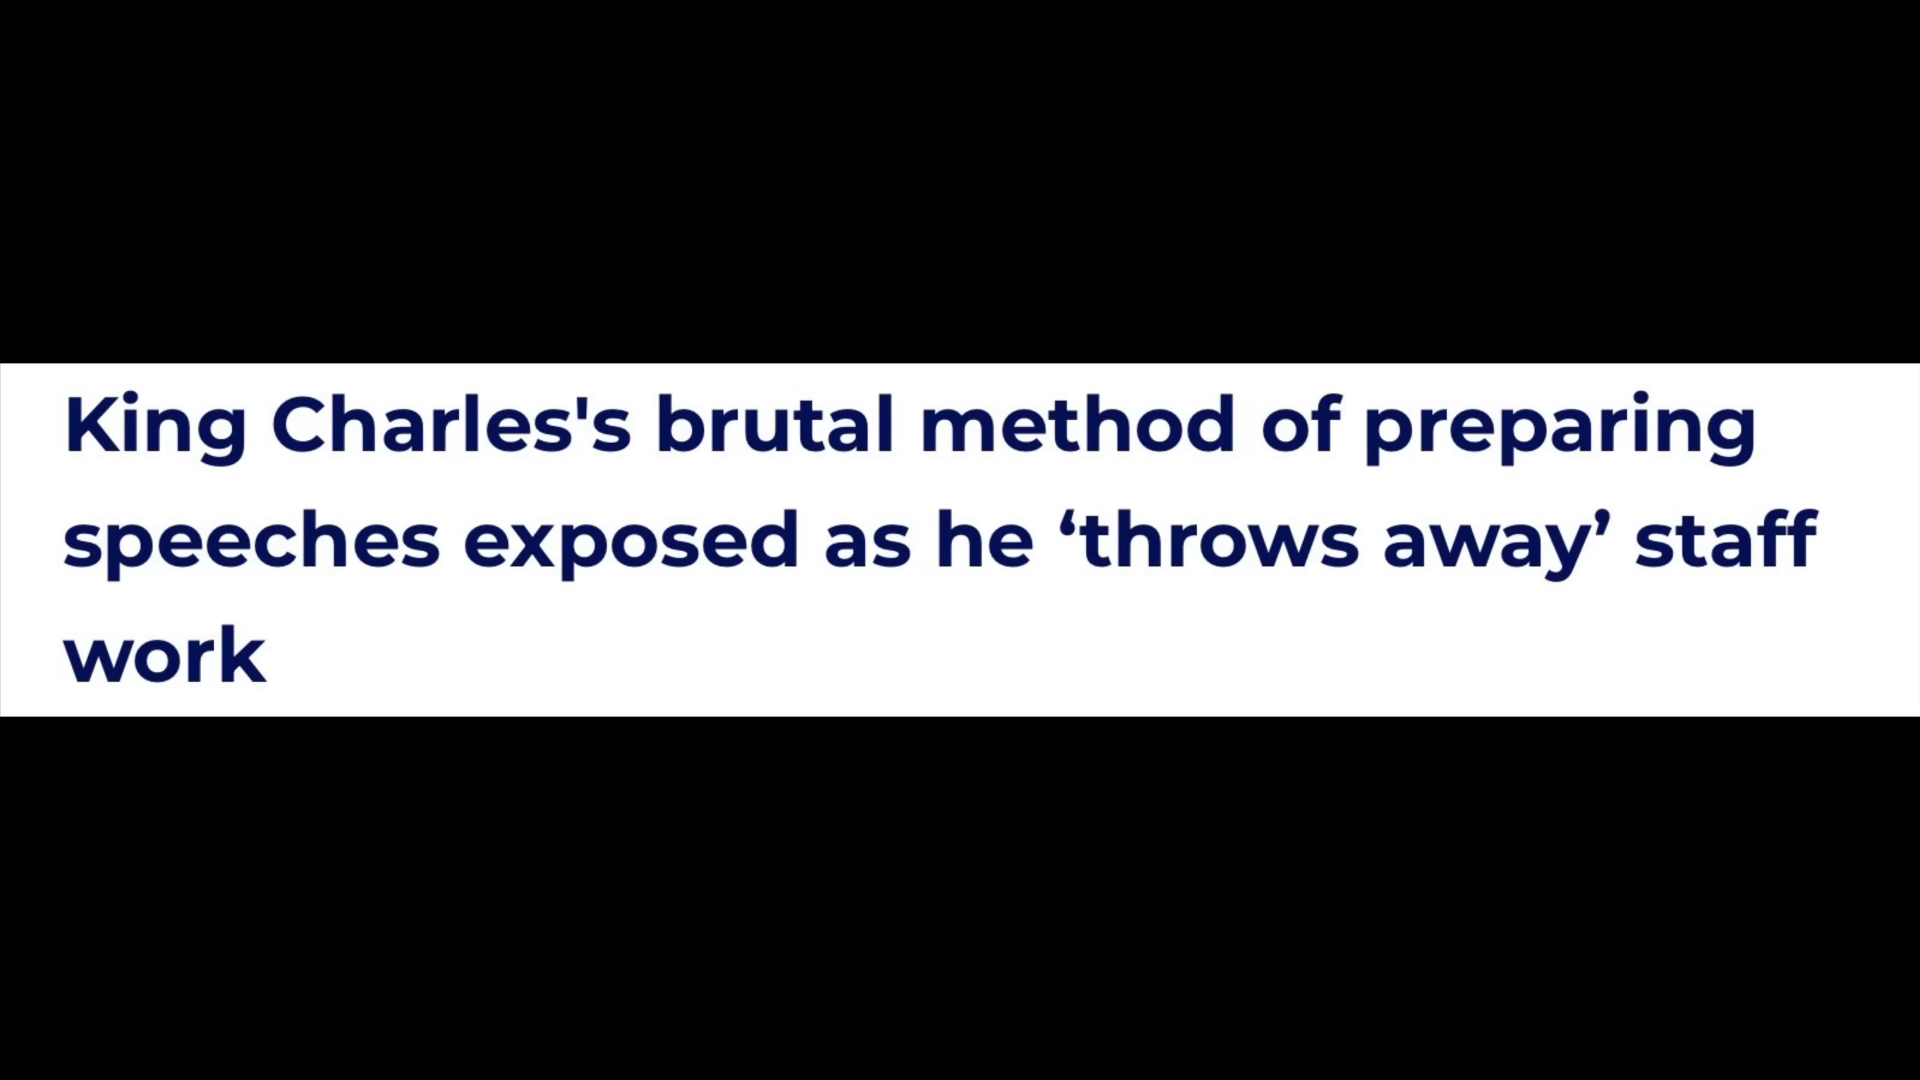 King Charles's brutal method of preparing
speeches exposed as he ‘throws away’ staff
work